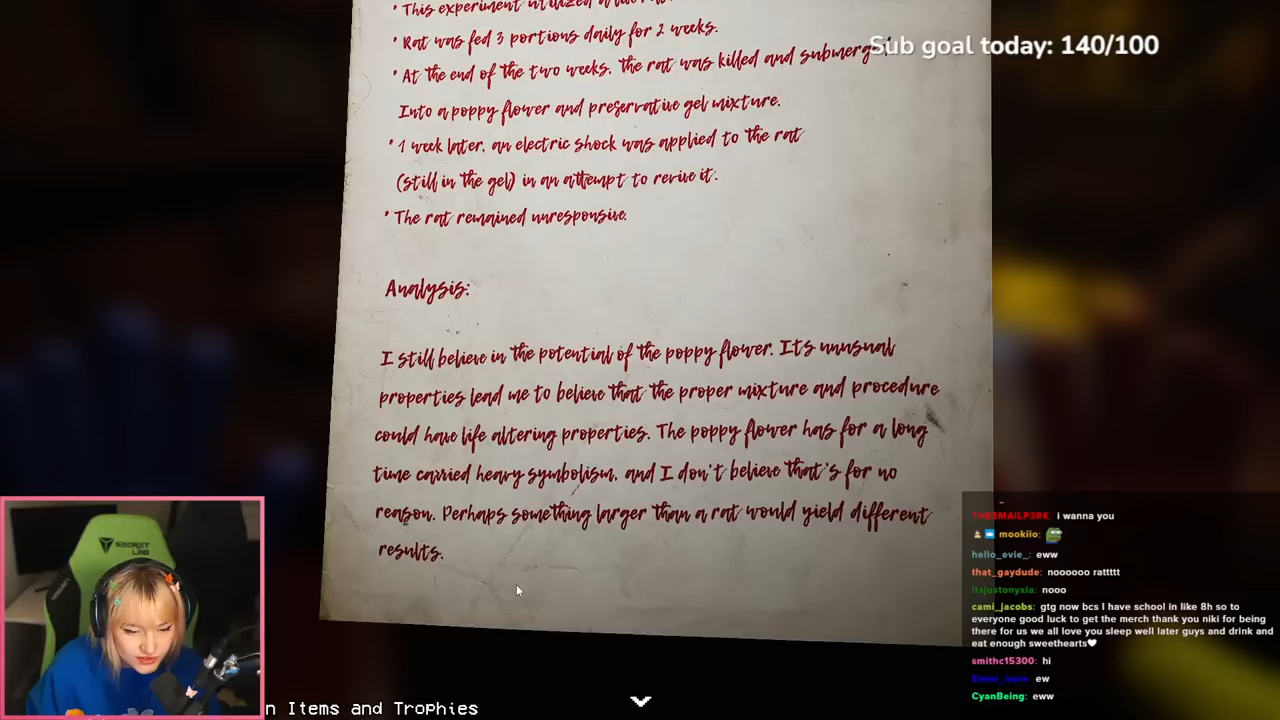 * This experiment utilized a live rat.
* Rat was fed 3 portions daily for 2 weeks.
Sub goal today: 140/100
* At the end of the two weeks, the rat was killed and submerg
Into a poppy flower and preservative gel mixture.
* 1 week later, an electric shock was applied to the rat
(still in the gel) in an attempt to revive it.
* The rat remained unresponsive.
Analysis:
I still believe in the potential of the poppy flower. Its unusual
properties lead me to believe that the proper mixture and procedure
could have life altering properties. The poppy flower has for a long
time carried heavy symbolism, and I don't believe that's for no
reason. Perhaps something larger than a rat would yield different
results.
SECRET
LAB
THESMAILP3RK: i wanna you
mookiio:
hello_evie_: eww
that_gaydude: noooooo rattttt
itsjustonyxia: nooo
cami_jacobs: gtg now bcs I have school in like 8h so to
everyone good luck to get the merch thank you niki for being
there for us we all love you sleep well later guys and drink and
eat enough sweethearts♥
smithc15300: hi
ew
CyanBeing: eww
n Items and Trophies